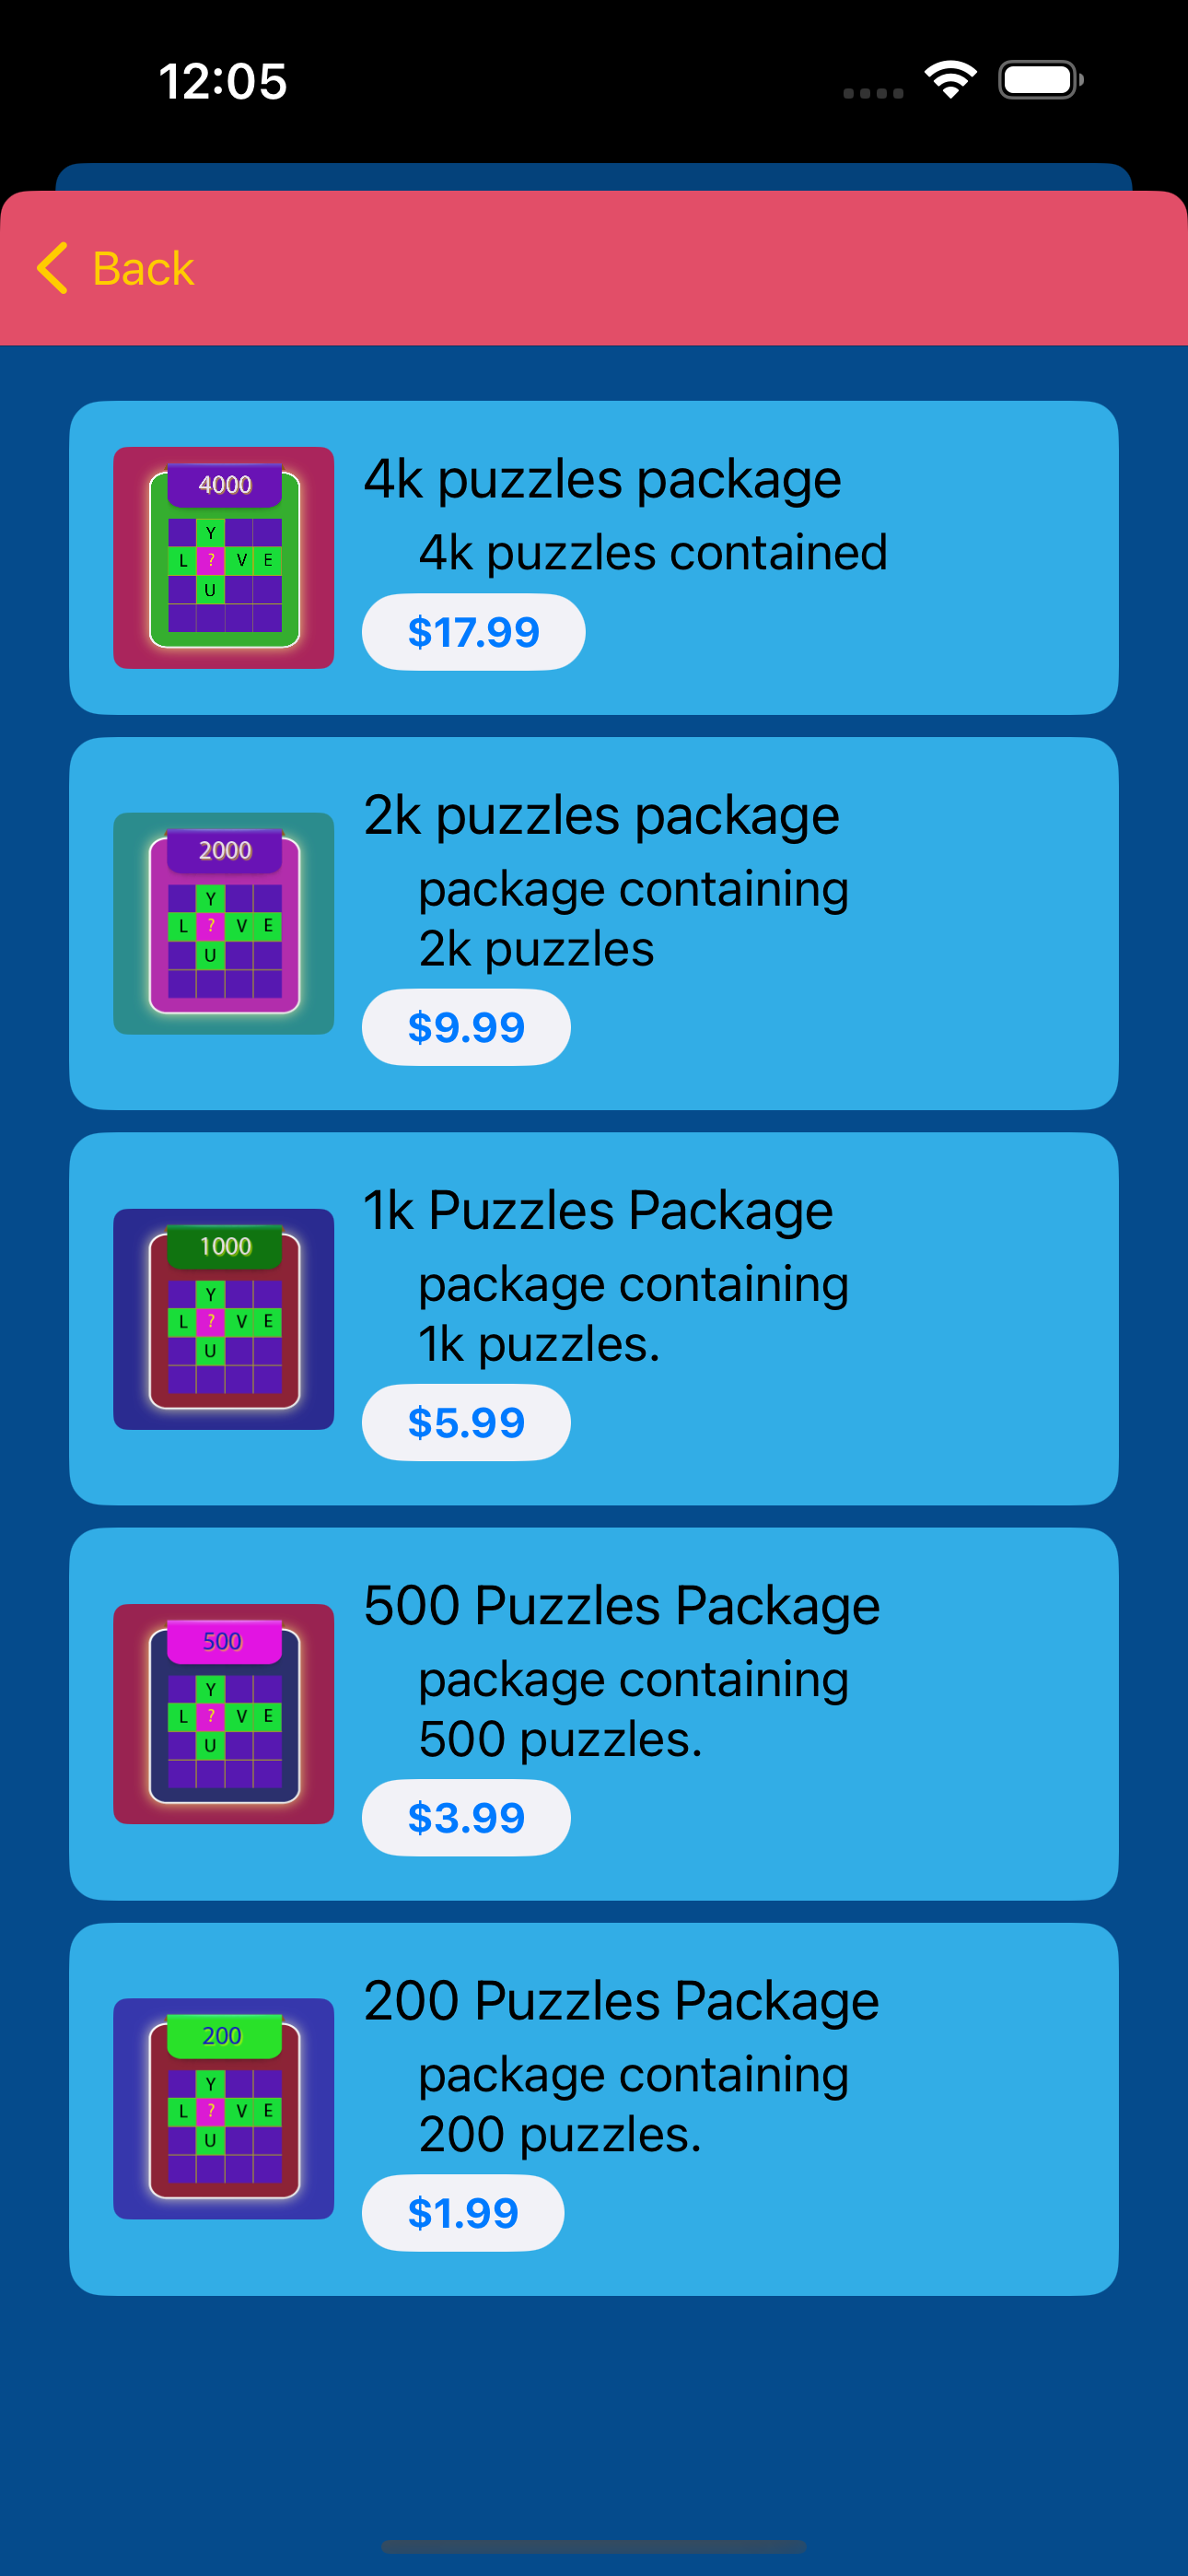 12:05
Back
4000
Y
L ? V E
U
4k puzzles package
4k puzzles contained
$17.99
2000
Y
L ? V E
U
2k puzzles package
package containing
2k puzzles
$9.99
1000
Y
L ? V E
U
1k Puzzles Package
package containing
1k puzzles.
$5.99
500
Y
L ? V E
U
500 Puzzles Package
package containing
500 puzzles.
$3.99
200
Y
L ? V E
U
200 Puzzles Package
package containing
200 puzzles.
$1.99